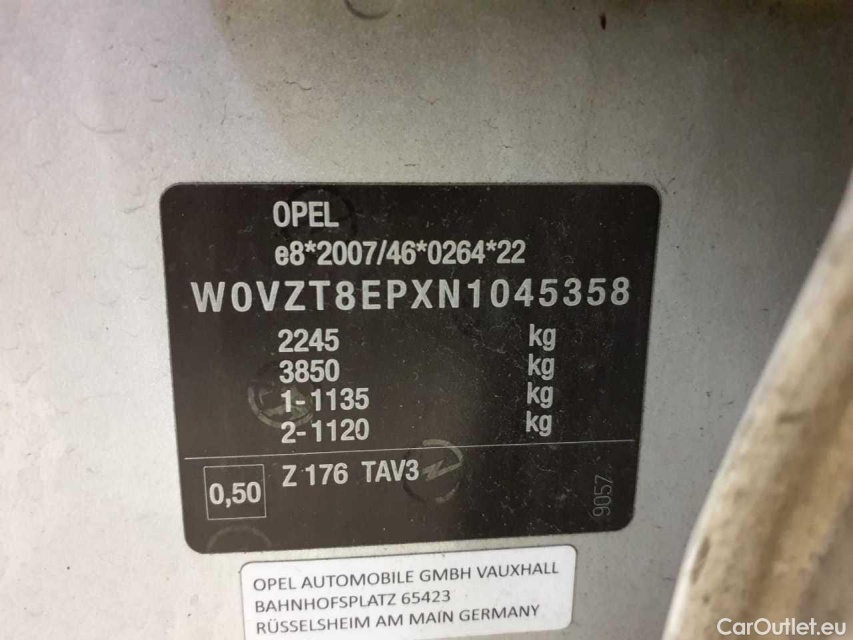 OPEL
e8*2007/46*0264*22
W0VZT8EPXN1045358
2245 kg
3850 kg
1-1135 kg
2-1120 kg
0,50 Z 176 TAV3
9057
OPEL AUTOMOBILE GMBH VAUXHALL
BAHNHOFSPLATZ 65423
RÜSSELSHEIM AM MAIN GERMANY
CarOutlet.eu